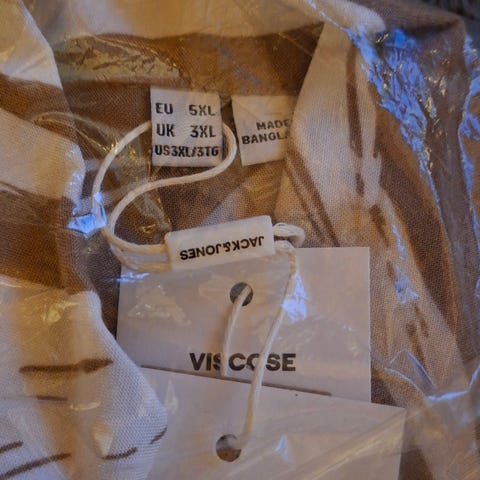 EU 5XL
UK 3XL
US3XL/3TG
MADE
BANGLA
JACK&JONES
VISCOSE